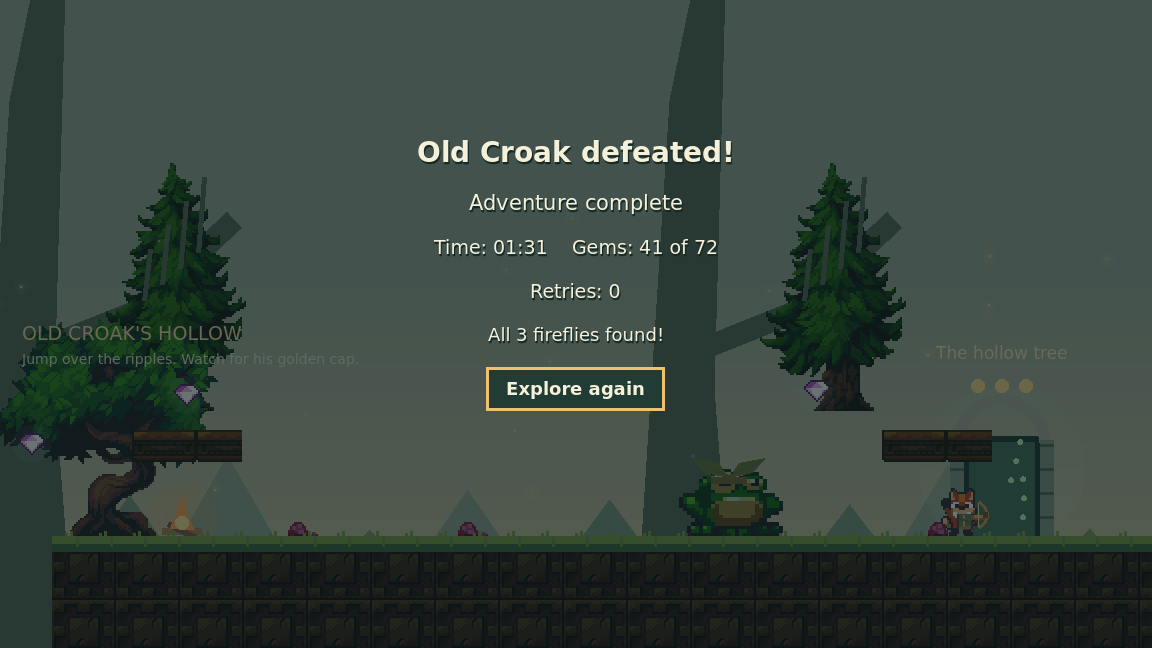 Old Croak defeated!
Adventure complete
Time: 01:31 Gems: 41 of 72
Retries: 0
All 3 fireflies found!
Explore again
OLD CROAK'S HOLLOW
Jump over the ripples. Watch for his golden cap.
The hollow tree